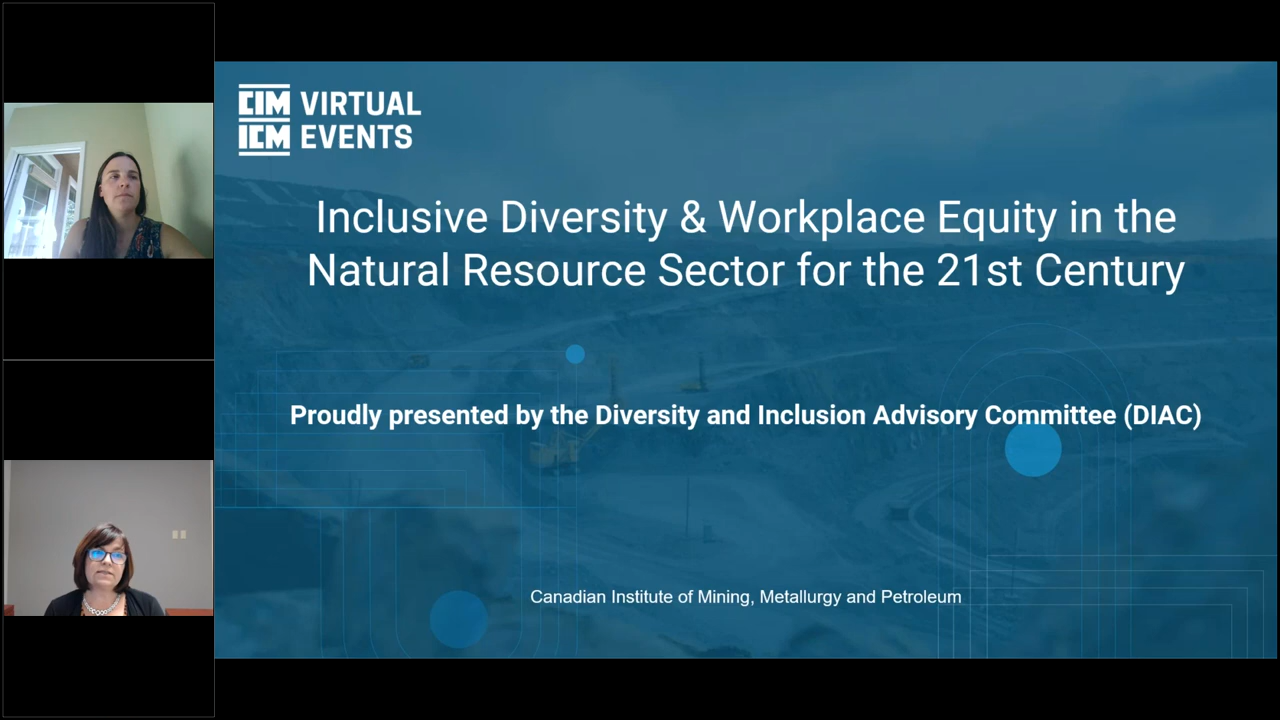 CIM VIRTUAL
ICM EVENTS
Inclusive Diversity & Workplace Equity in the
Natural Resource Sector for the 21st Century
Proudly presented by the Diversity and Inclusion Advisory Committee (DIAC)
Canadian Institute of Mining, Metallurgy and Petroleum